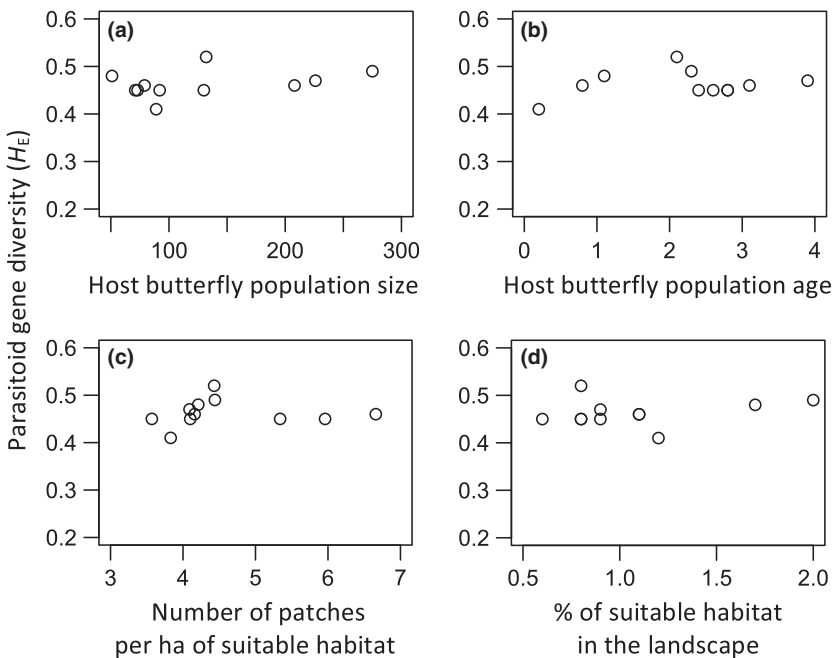 Parasitoid gene diversity (HE)
(a)
0.6
0.5
0.4
0.3
0.2
100 200 300
Host butterfly population size
(b)
0.6
0.5
0.4
0.3
0.2
0 1 2 3 4
Host butterfly population age
(c)
0.6
0.5
0.4
0.3
0.2
3 4 5 6 7
Number of patches
per ha of suitable habitat
(d)
0.6
0.5
0.4
0.3
0.2
0.5 1.0 1.5 2.0
% of suitable habitat
in the landscape